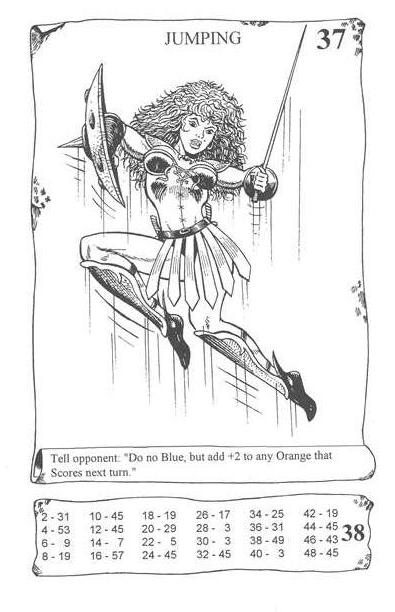 JUMPING
37
Tell opponent: "Do no Blue, but add +2 to any Orange that
Scores next turn."
2 - 31 10 - 45 18 - 19 26 - 17 34 - 25 42 - 19
4 - 53 12 - 45 20 - 29 28 - 3 36 - 31 44 - 45
6 - 9 14 - 7 22 - 5 30 - 3 38 - 49 46 - 43
8 - 19 16 - 57 24 - 45 32 - 45 40 - 3 48 - 45
38